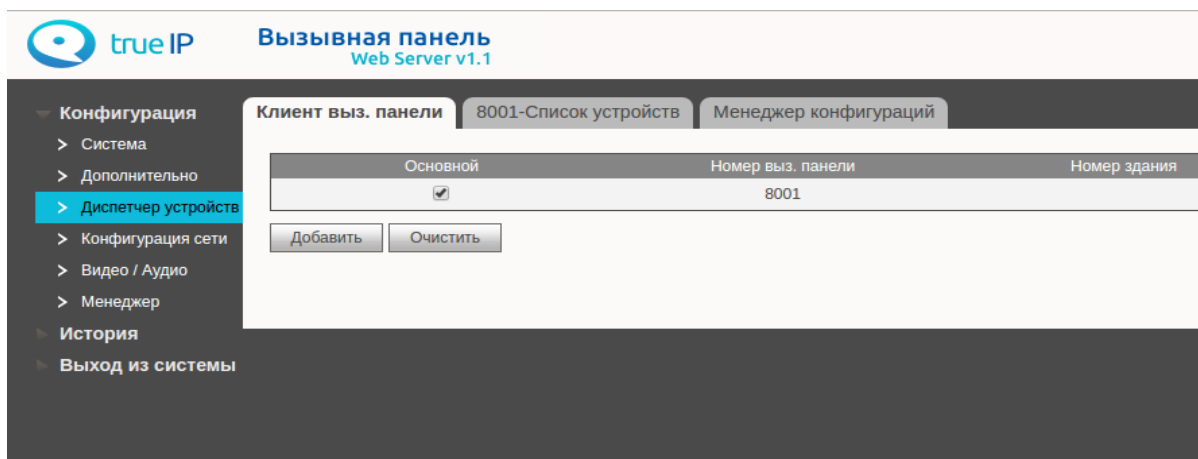 true IP
Вызывная панель
Web Server v1.1
Конфигурация
Система
Дополнительно
Диспетчер устройств
Конфигурация сети
Видео / Аудио
Менеджер
История
Выход из системы
Клиент выз. панели 8001-Список устройств Менеджер конфигураций
Основной Номер выз. панели Номер здания
8001
Добавить Очистить